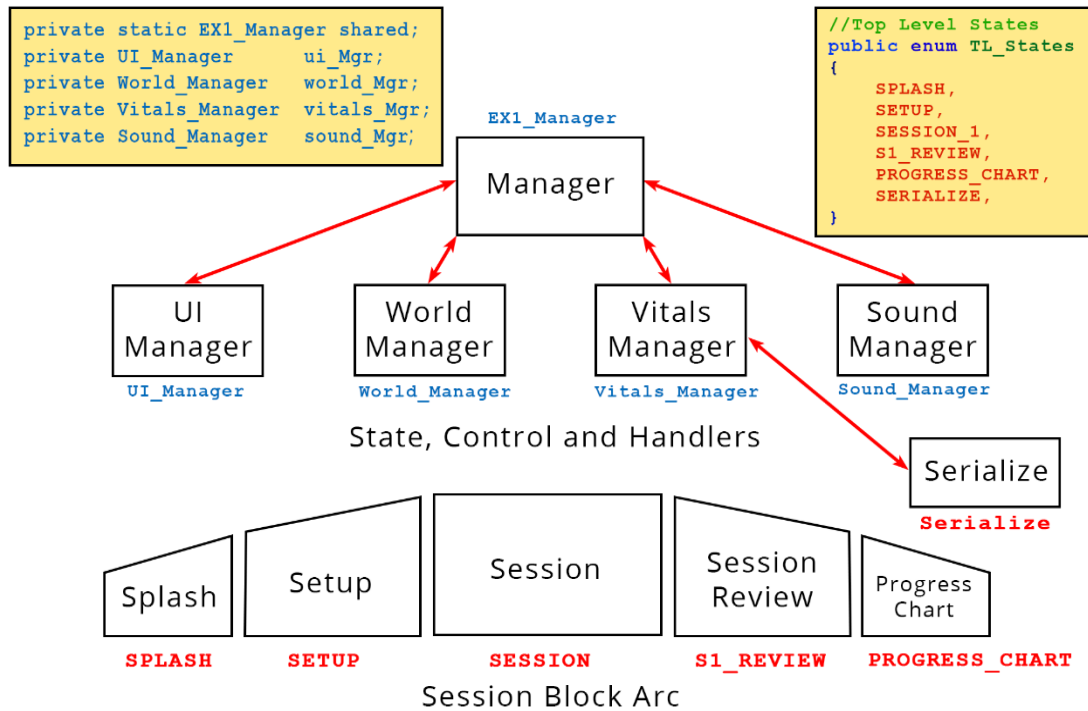 private static EX1_Manager shared;
private UI_Manager ui_Mgr;
private World_Manager world_Mgr;
private Vitals_Manager vitals_Mgr;
private Sound_Manager sound_Mgr;
//Top Level States
public enum TL_States
{
SPLASH,
SETUP,
SESSION_1,
S1_REVIEW,
PROGRESS_CHART,
SERIALIZE,
}
EX1_Manager
Manager
UI
Manager
UI_Manager
World
Manager
World_Manager
Vitals
Manager
Vitals_Manager
Sound
Manager
Sound_Manager
State, Control and Handlers
Serialize
Serialize
Splash
SPLASH
Setup
SETUP
Session
SESSION
Session
Review
S1_REVIEW
Progress
Chart
PROGRESS_CHART
Session Block Arc